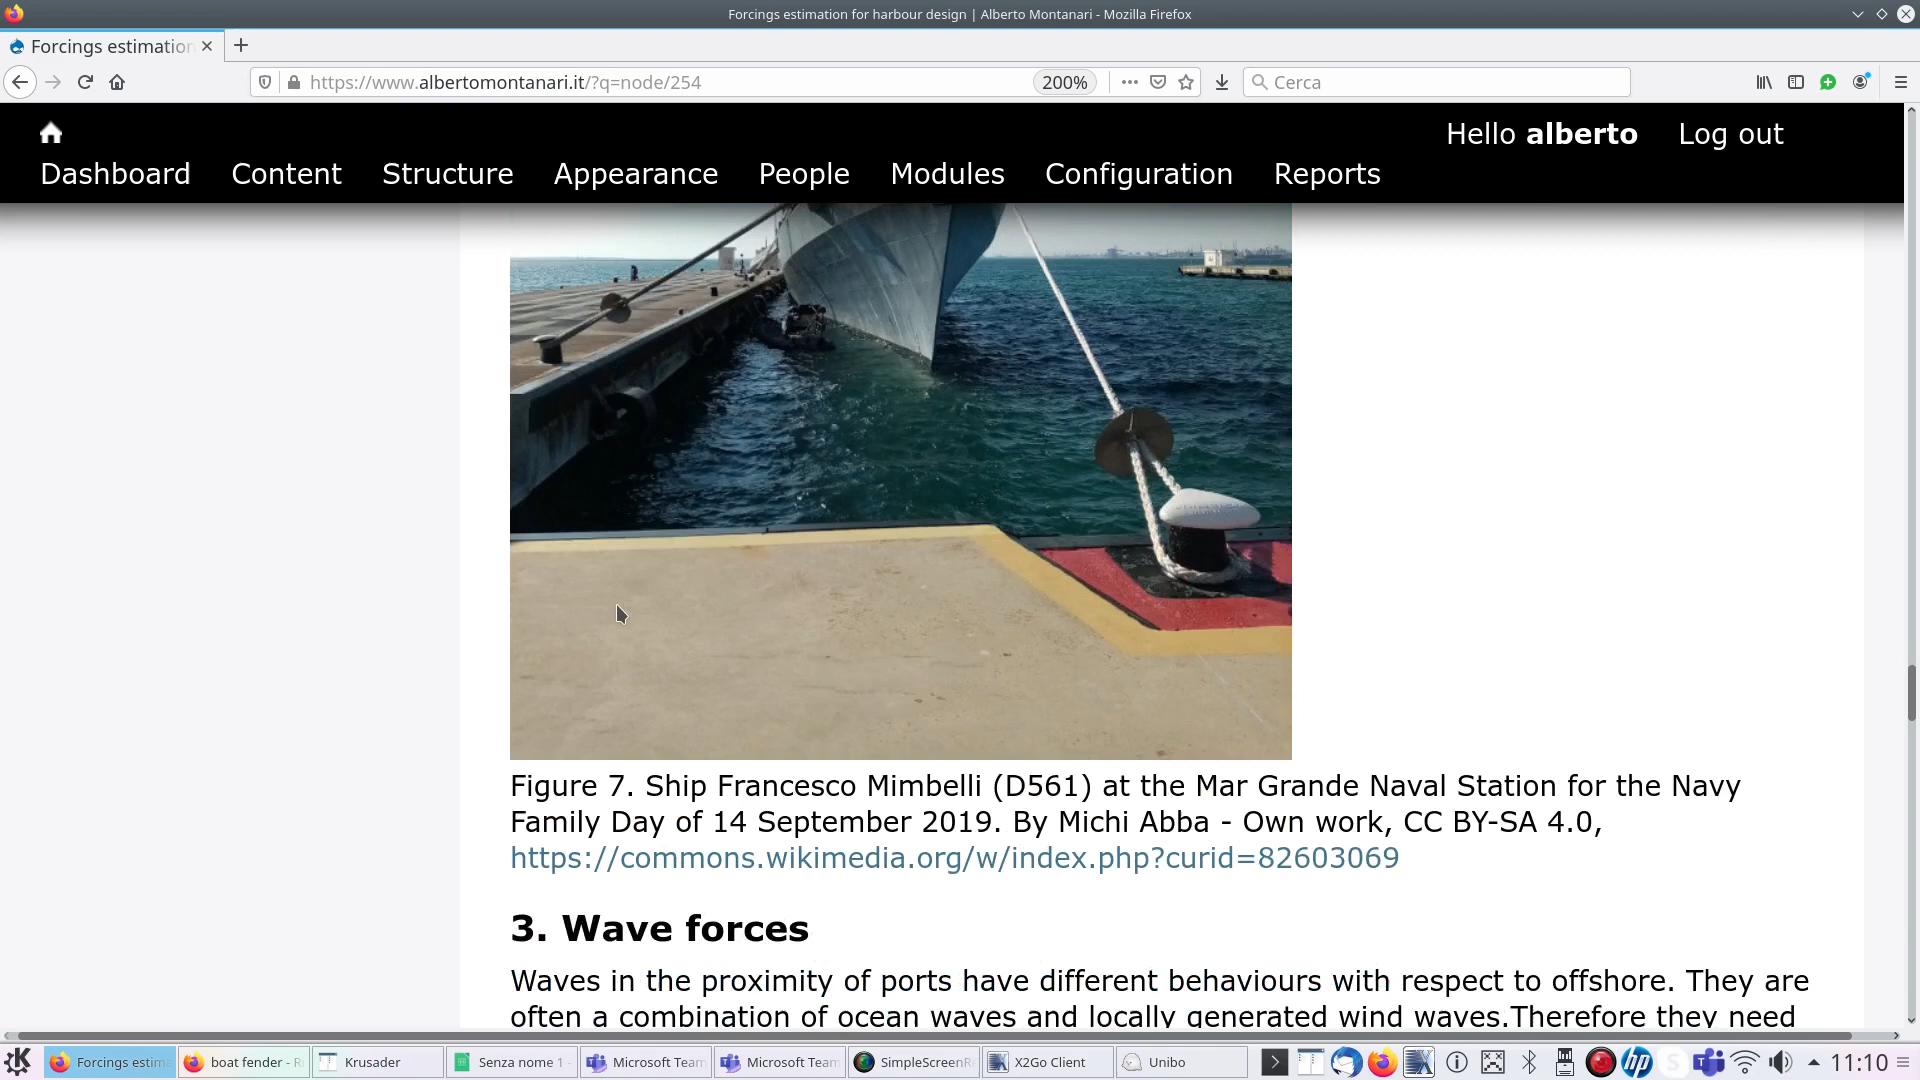 Forcings estimation for harbour design | Alberto Montanari - Mozilla Firefox
Forcings estimation
https://www.albertomontanari.it/?q=node/254
200%
Cerca
Hello alberto
Log out
Dashboard Content Structure Appearance People Modules Configuration Reports
Figure 7. Ship Francesco Mimbelli (D561) at the Mar Grande Naval Station for the Navy
Family Day of 14 September 2019. By Michi Abba - Own work, CC BY-SA 4.0,
https://commons.wikimedia.org/w/index.php?curid=82603069
3. Wave forces
Waves in the proximity of ports have different behaviours with respect to offshore. They are
often a combination of ocean waves and locally generated wind waves.Therefore they need
Forcings estima
boat fender - R
Krusader
Senza nome 1 -
Microsoft Team
Microsoft Team
SimpleScreenR
X2Go Client
Unibo
11:10